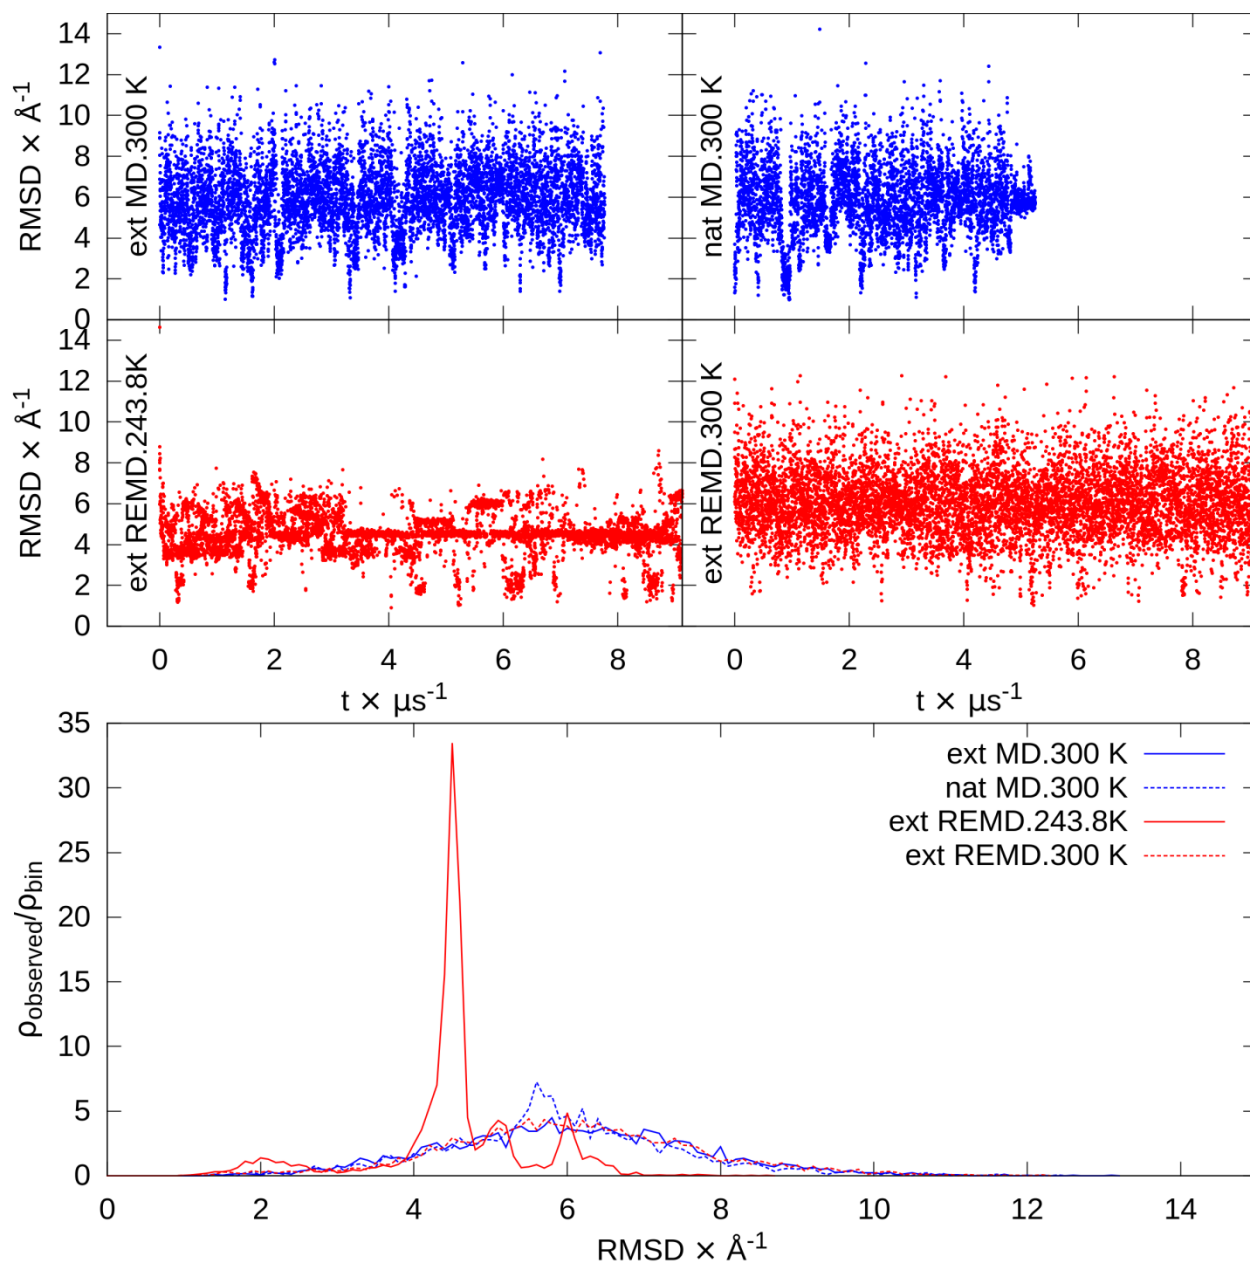 14
12
10
8
6
4
2
0
RMSD × Å⁻¹
ext MD.300 K
nat MD.300 K
14
12
10
8
6
4
2
0
RMSD × Å⁻¹
ext REMD.243.8K
ext REMD.300 K
0 2 4 6 8
0 2 4 6 8
t × µs⁻¹
t × µs⁻¹
35
30
25
20
15
10
5
0
ρobserved/ρbin
ext MD.300 K
nat MD.300 K
ext REMD.243.8K
ext REMD.300 K
0 2 4 6 8 10 12 14
RMSD × Å⁻¹